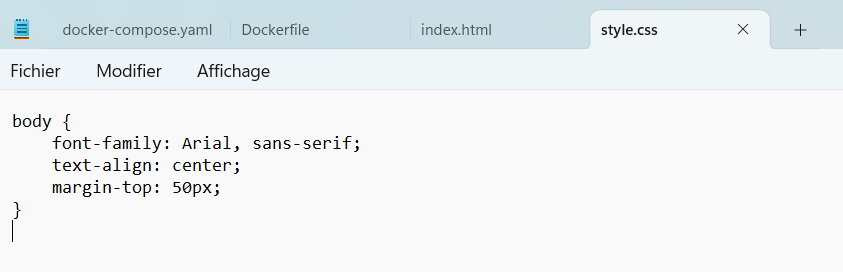 docker-compose.yaml Dockerfile index.html style.css
Fichier Modifier Affichage
body {
    font-family: Arial, sans-serif;
    text-align: center;
    margin-top: 50px;
}